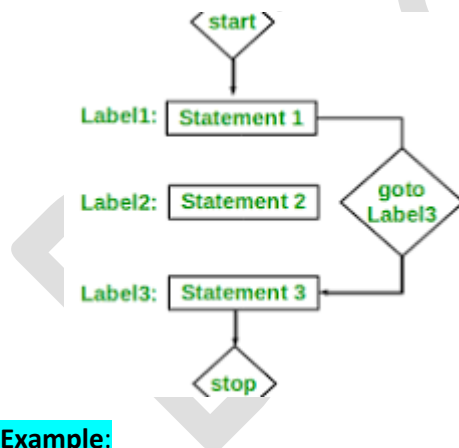 start
Label1: Statement 1
Label2: Statement 2
goto
Label3
Label3: Statement 3
stop
Example: